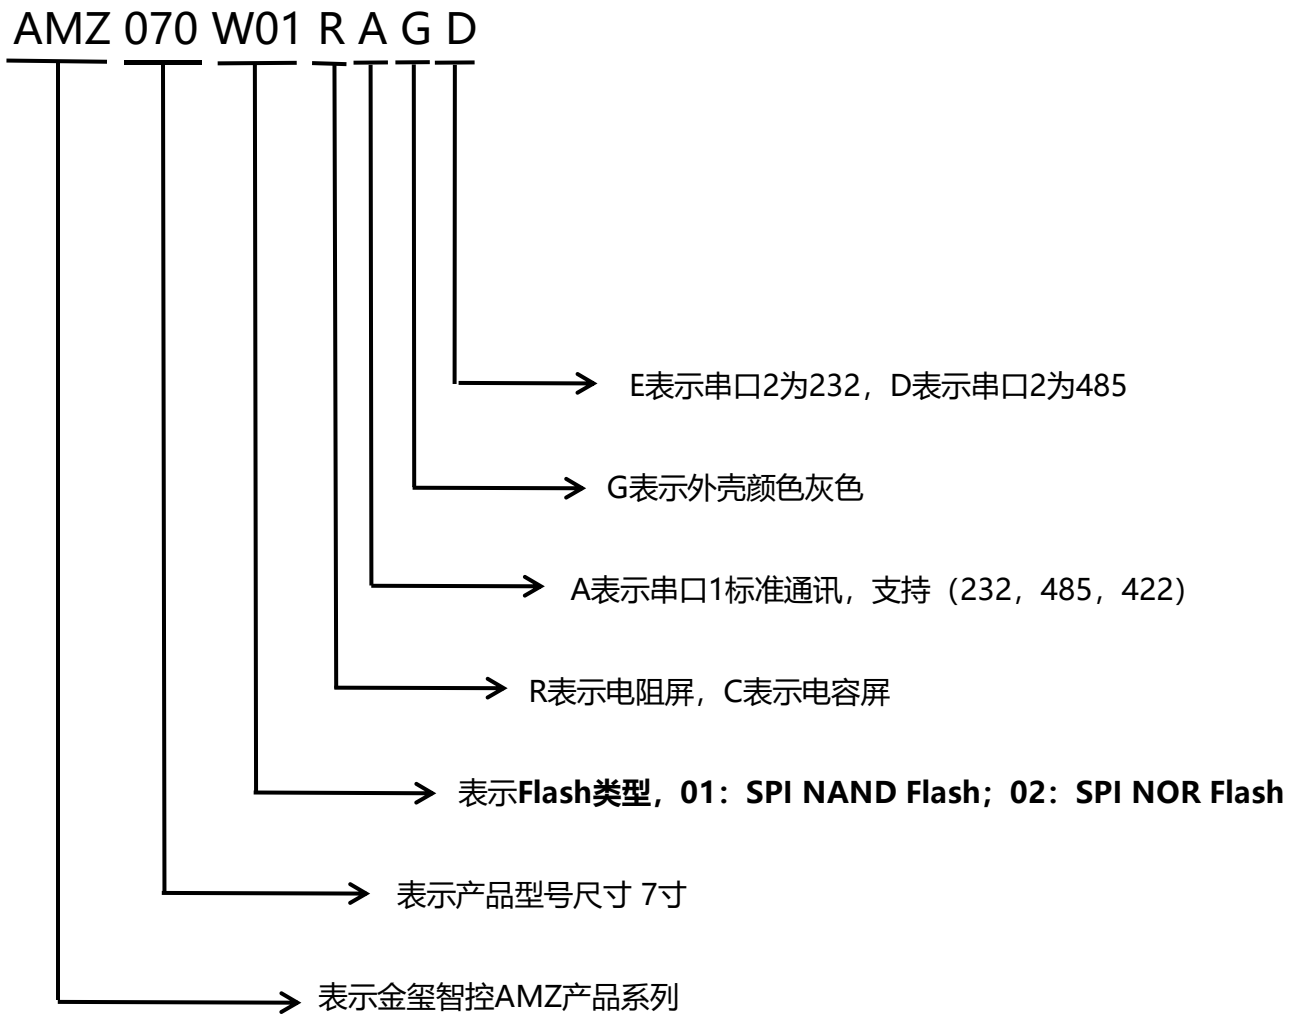 AMZ 070 W01 R A G D
E表示串口2为232，D表示串口2为485
G表示外壳颜色灰色
A表示串口1标准通讯，支持（232，485，422）
R表示电阻屏，C表示电容屏
表示Flash类型，01：SPI NAND Flash；02：SPI NOR Flash
表示产品型号尺寸 7寸
表示金玺智控AMZ产品系列